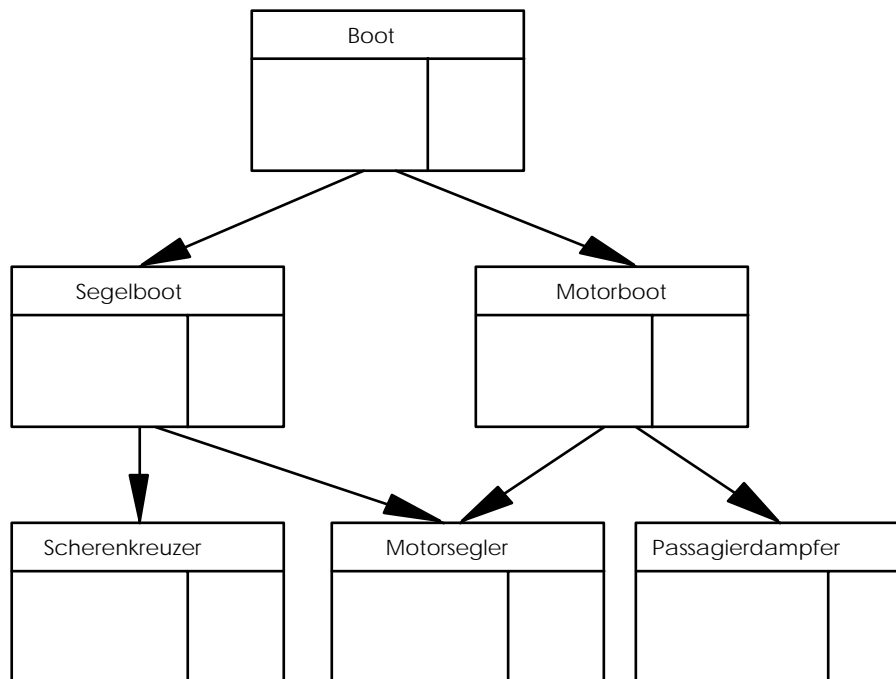 Boot
Segelboot
Motorboot
Scherenkreuzer
Motorsegler
Passagierdampfer